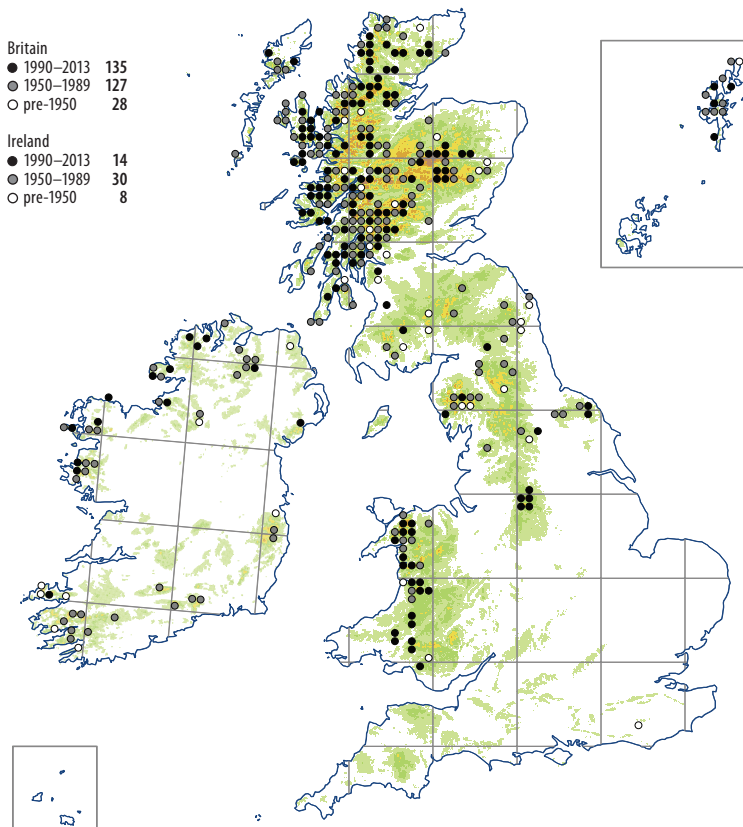 Britain
● 1990–2013 135
● 1950–1989 127
○ pre-1950 28
Ireland
● 1990–2013 14
● 1950–1989 30
○ pre-1950 8